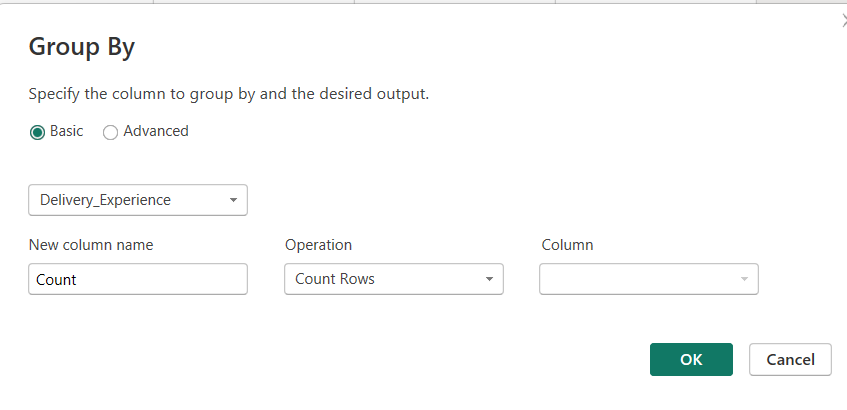 Group By
Specify the column to group by and the desired output.
Basic Advanced
Delivery_Experience
New column name Operation Column
Count Count Rows
OK Cancel